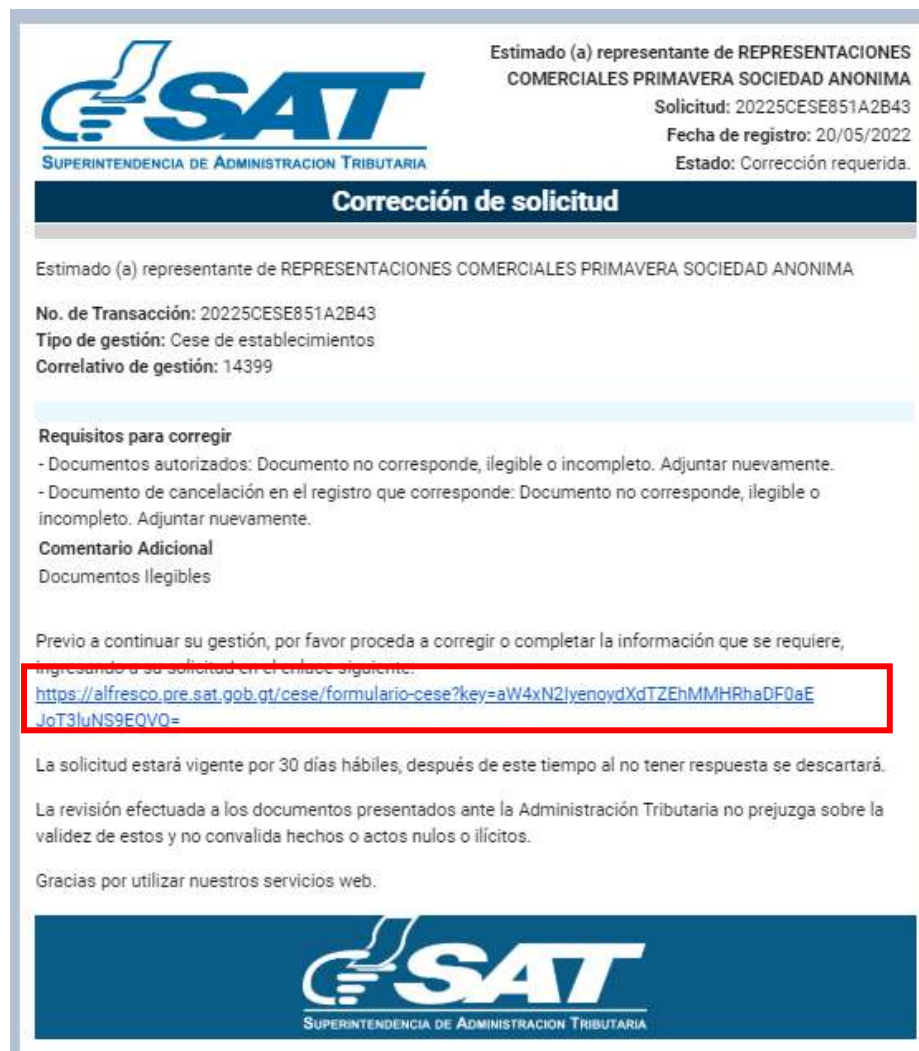 SAT
SUPERINTENDENCIA DE ADMINISTRACION TRIBUTARIA
Estimado (a) representante de REPRESENTACIONES
COMERCIALES PRIMAVERA SOCIEDAD ANONIMA
Solicitud: 20225CESE851A2B43
Fecha de registro: 20/05/2022
Estado: Corrección requerida.
Corrección de solicitud
Estimado (a) representante de REPRESENTACIONES COMERCIALES PRIMAVERA SOCIEDAD ANONIMA
No. de Transacción: 20225CESE851A2B43
Tipo de gestión: Cese de establecimientos
Correlativo de gestión: 14399
Requisitos para corregir
- Documentos autorizados: Documento no corresponde, ilegible o incompleto. Adjuntar nuevamente.
- Documento de cancelación en el registro que corresponde: Documento no corresponde, ilegible o
incompleto. Adjuntar nuevamente.
Comentario Adicional
Documentos Ilegibles
Previo a continuar su gestión, por favor proceda a corregir o completar la información que se requiere,
ingresando a su solicitud en el enlace siguiente:
https://alfresco.pre.sat.gob.gt/cese/formulario-cese?key=aW4xN2IyenoydXdTZEhMMHRhaDF0aE
JoT3luNS9EQVQ=
La solicitud estará vigente por 30 días hábiles, después de este tiempo al no tener respuesta se descartará.
La revisión efectuada a los documentos presentados ante la Administración Tributaria no prejuzga sobre la
validez de estos y no convalida hechos o actos nulos o ilícitos.
Gracias por utilizar nuestros servicios web.
SAT
SUPERINTENDENCIA DE ADMINISTRACION TRIBUTARIA